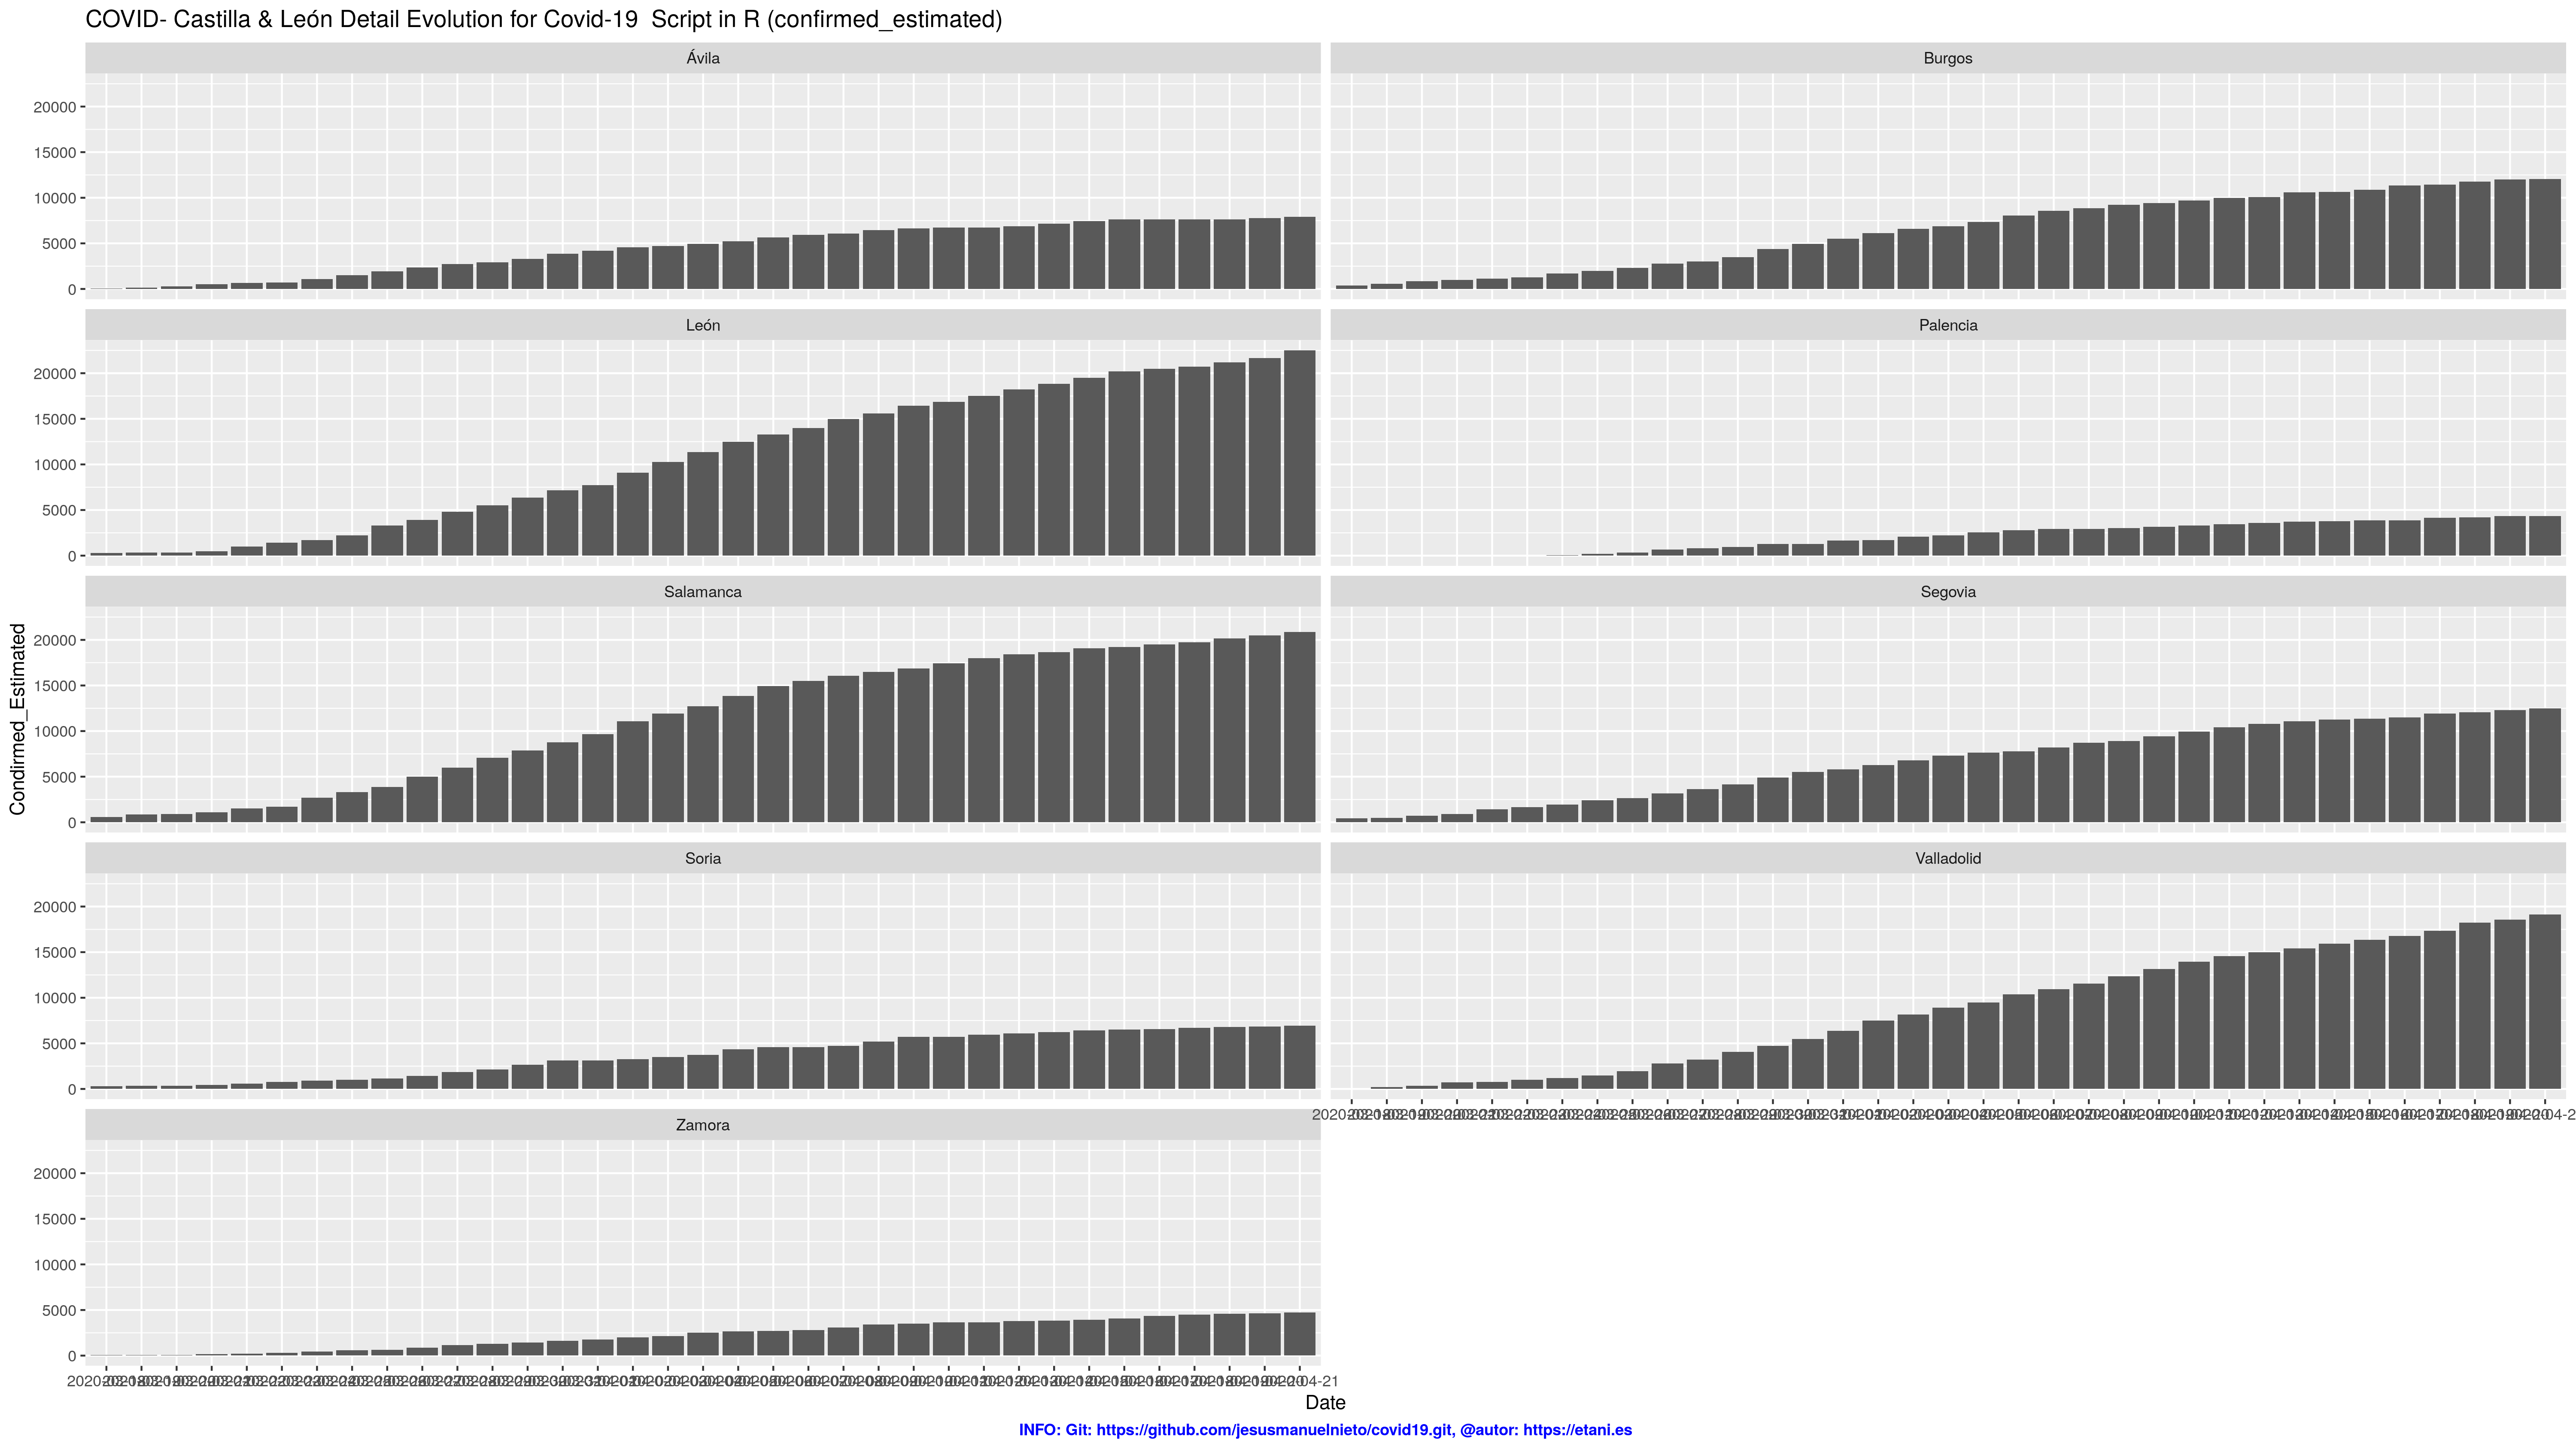 COVID- Castilla & León Detail Evolution for Covid-19  Script in R (confirmed_estimated)
Ávila
Burgos
20000
15000
10000
5000
0
León
Palencia
20000
15000
10000
5000
0
Salamanca
Segovia
20000
15000
10000
5000
0
Condirmed_Estimated
Soria
Valladolid
20000
15000
10000
5000
0
Zamora
20000
15000
10000
5000
0
Date
INFO: Git: https://github.com/jesusmanuelnieto/covid19.git, @autor: https://etani.es